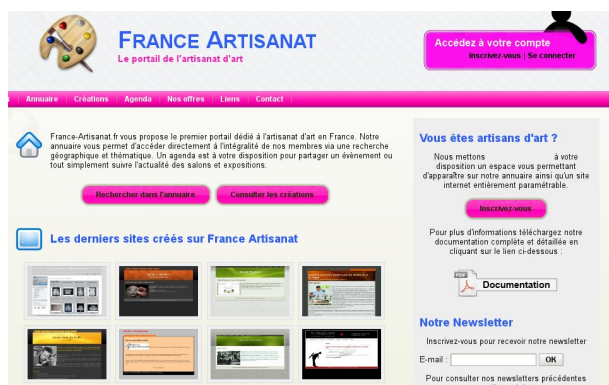 FRANCE ARTISANAT
Le portail de l'artisanat d'art
Accédez à votre compte
Inscrivez-vous | Se connecter
Annuaire | Créations | Agenda | Nos offres | Liens | Contact
France-Artisanat.fr vous propose le premier portail dédié à l'artisanat d'art en France. Notre
annuaire vous permet d'accéder directement à l'intégralité de nos membres via une recherche
géographique et thématique. Un agenda est à votre disposition pour partager un évènement ou
tout simplement suivre l'actualité des salons et expositions.
Rechercher dans l'annuaire
Consulter les créations
Les derniers sites créés sur France Artisanat
Vous êtes artisans d'art ?
Nous mettons à votre
disposition un espace vous permettant
d'apparaître sur notre annuaire ainsi qu'un site
internet entièrement paramétrable.
Inscrivez-vous
Pour plus d'informations téléchargez notre
documentation complète et détaillée en
cliquant sur le lien ci-dessous :
PDF
Documentation
Notre Newsletter
Inscrivez-vous pour recevoir notre newsletter
E-mail :
OK
Pour consulter nos newsletters précédentes